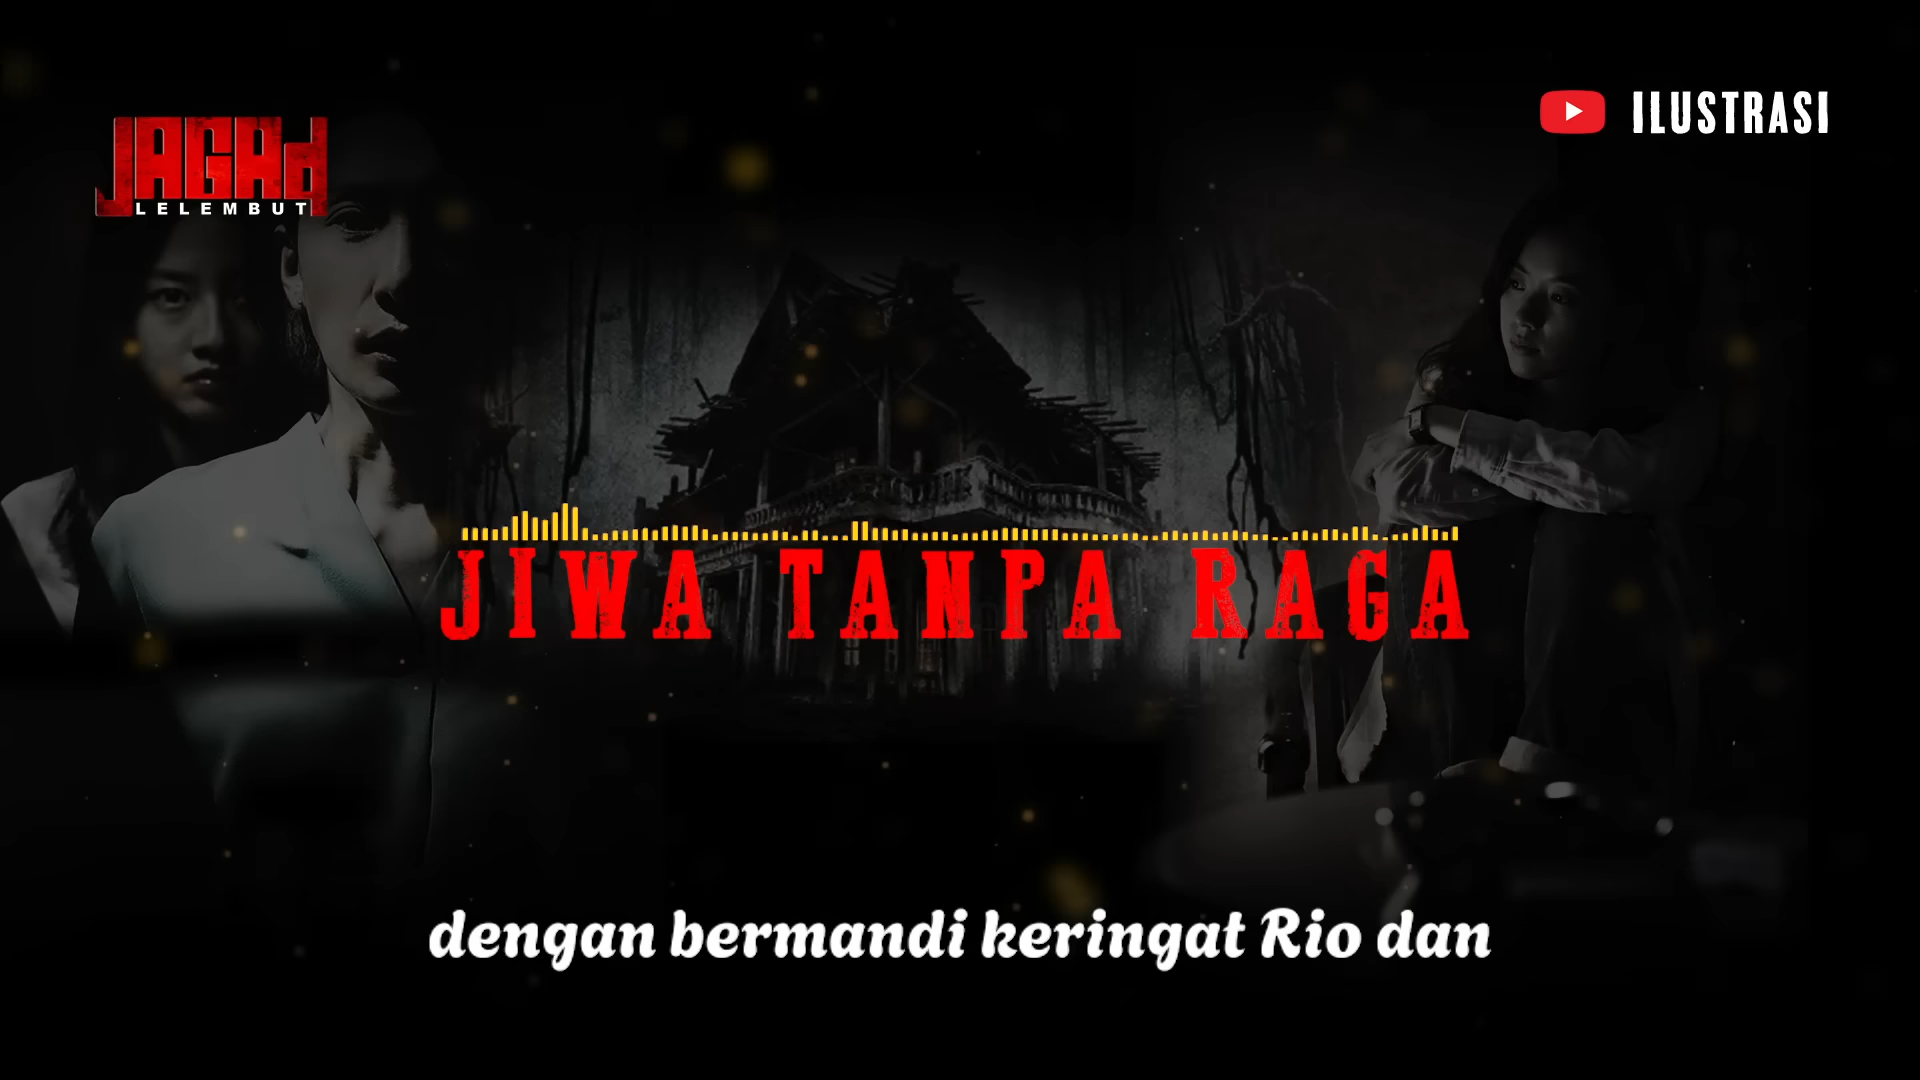 JAGAd
LELEMBUT
ILUSTRASI
JIWA TANPA RAGA
dengan bermandi keringat Rio dan